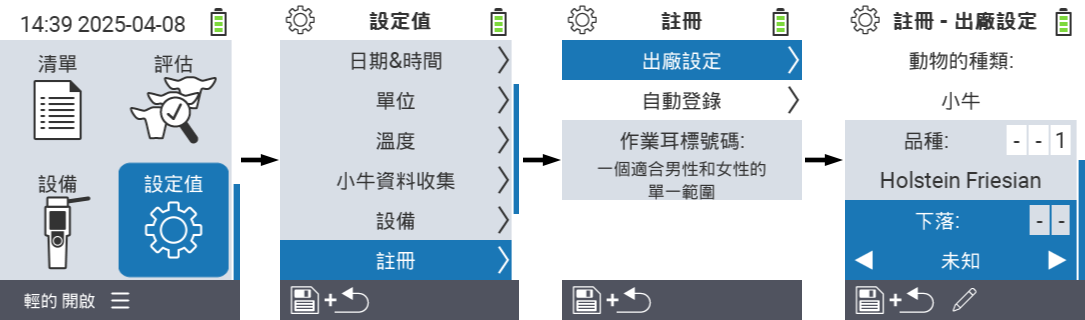 14:39 2025-04-08
清單
評估
設備
設定值
輕的 開啟
設定值
日期&時間
單位
溫度
小牛資料收集
設備
註冊
+
註冊
出廠設定
自動登錄
作業耳標號碼:
一個適合男性和女性的
單一範圍
+
註冊 - 出廠設定
動物的種類:
小牛
品種: - - 1
Holstein Friesian
下落: - -
未知
+